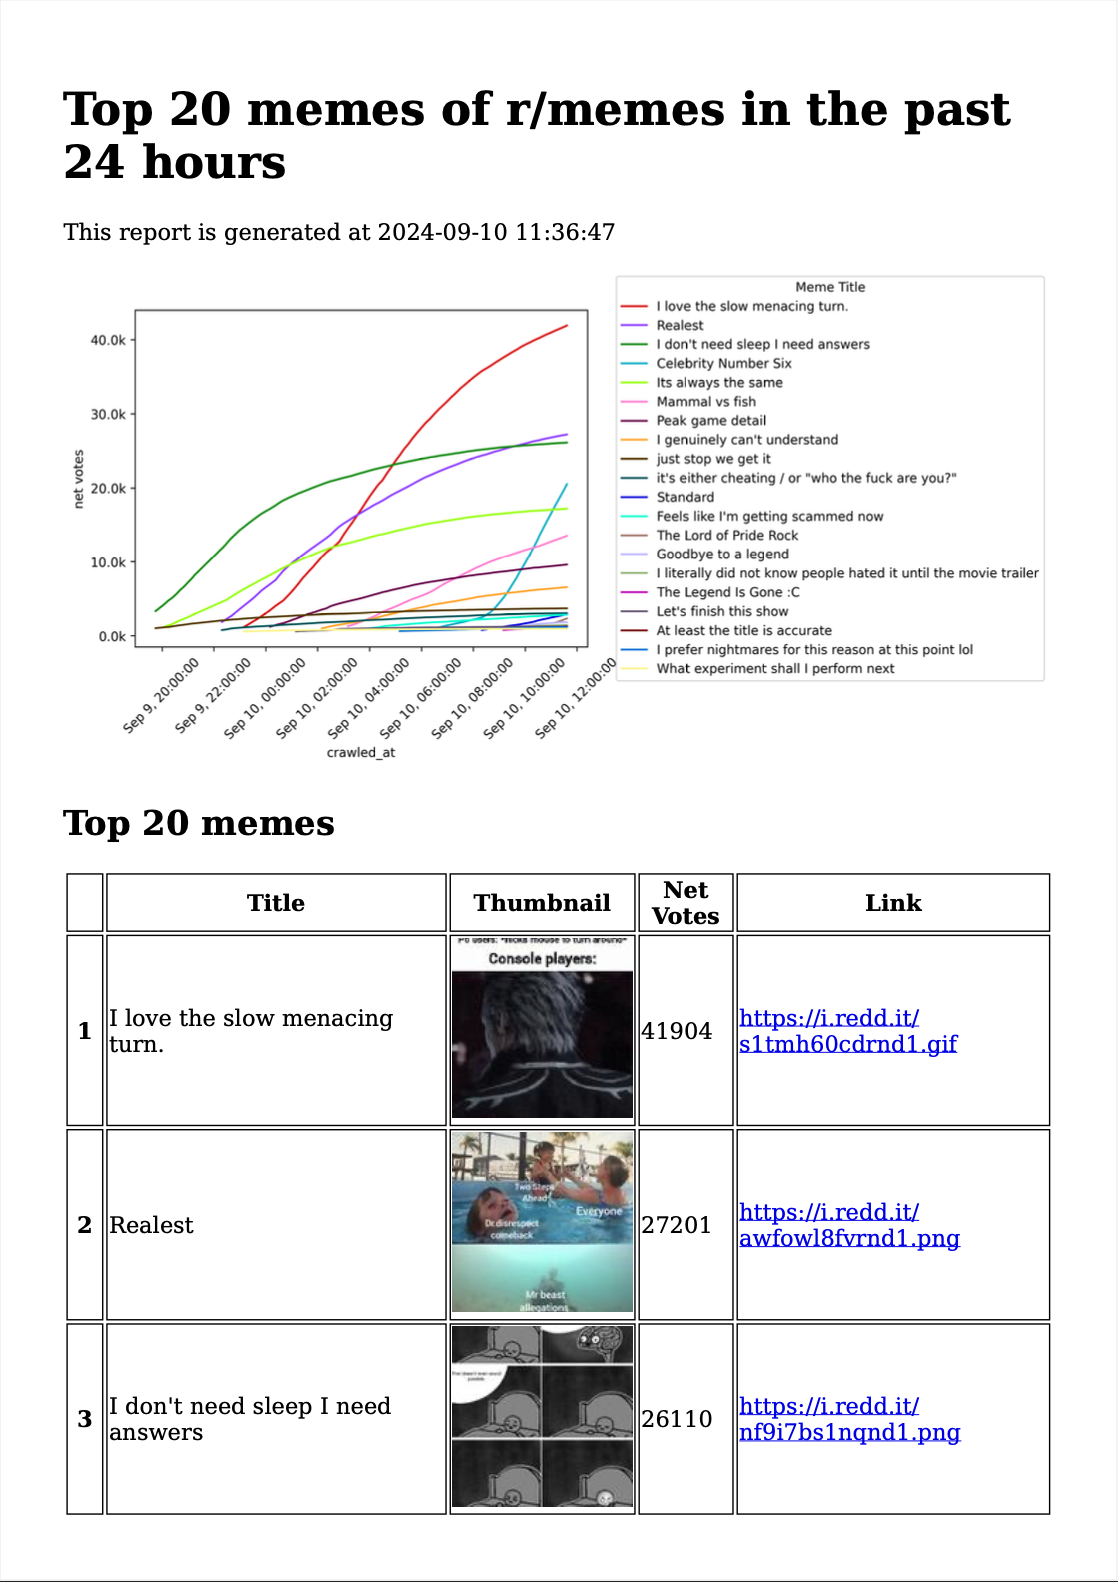 Top 20 memes of r/memes in the past
24 hours
This report is generated at 2024-09-10 11:36:47
40.0k
30.0k
20.0k
10.0k
0.0k
net votes
Sep 9, 20:00:00
Sep 9, 22:00:00
Sep 10, 00:00:00
Sep 10, 02:00:00
Sep 10, 04:00:00
Sep 10, 06:00:00
Sep 10, 08:00:00
Sep 10, 10:00:00
Sep 10, 12:00:00
crawled_at
Meme Title
I love the slow menacing turn.
Realest
I don't need sleep I need answers
Celebrity Number Six
Its always the same
Mammal vs fish
Peak game detail
I genuinely can't understand
just stop we get it
it's either cheating / or "who the fuck are you?"
Standard
Feels like I'm getting scammed now
The Lord of Pride Rock
Goodbye to a legend
I literally did not know people hated it until the movie trailer
The Legend Is Gone :C
Let's finish this show
At least the title is accurate
I prefer nightmares for this reason at this point lol
What experiment shall I perform next
Top 20 memes
Title
Thumbnail
Net
Votes
Link
1
I love the slow menacing
turn.
users: *flicks mouse to turn around*
Console players:
41904
https://i.redd.it/
s1tmh60cdrnd1.gif
2
Realest
Two Steps
Ahead
Everyone
Dr.disrespect
comeback
Mr beast
allegations
27201
https://i.redd.it/
awfowl8fvrnd1.png
3
I don't need sleep I need
answers
26110
https://i.redd.it/
nf9i7bs1nqnd1.png